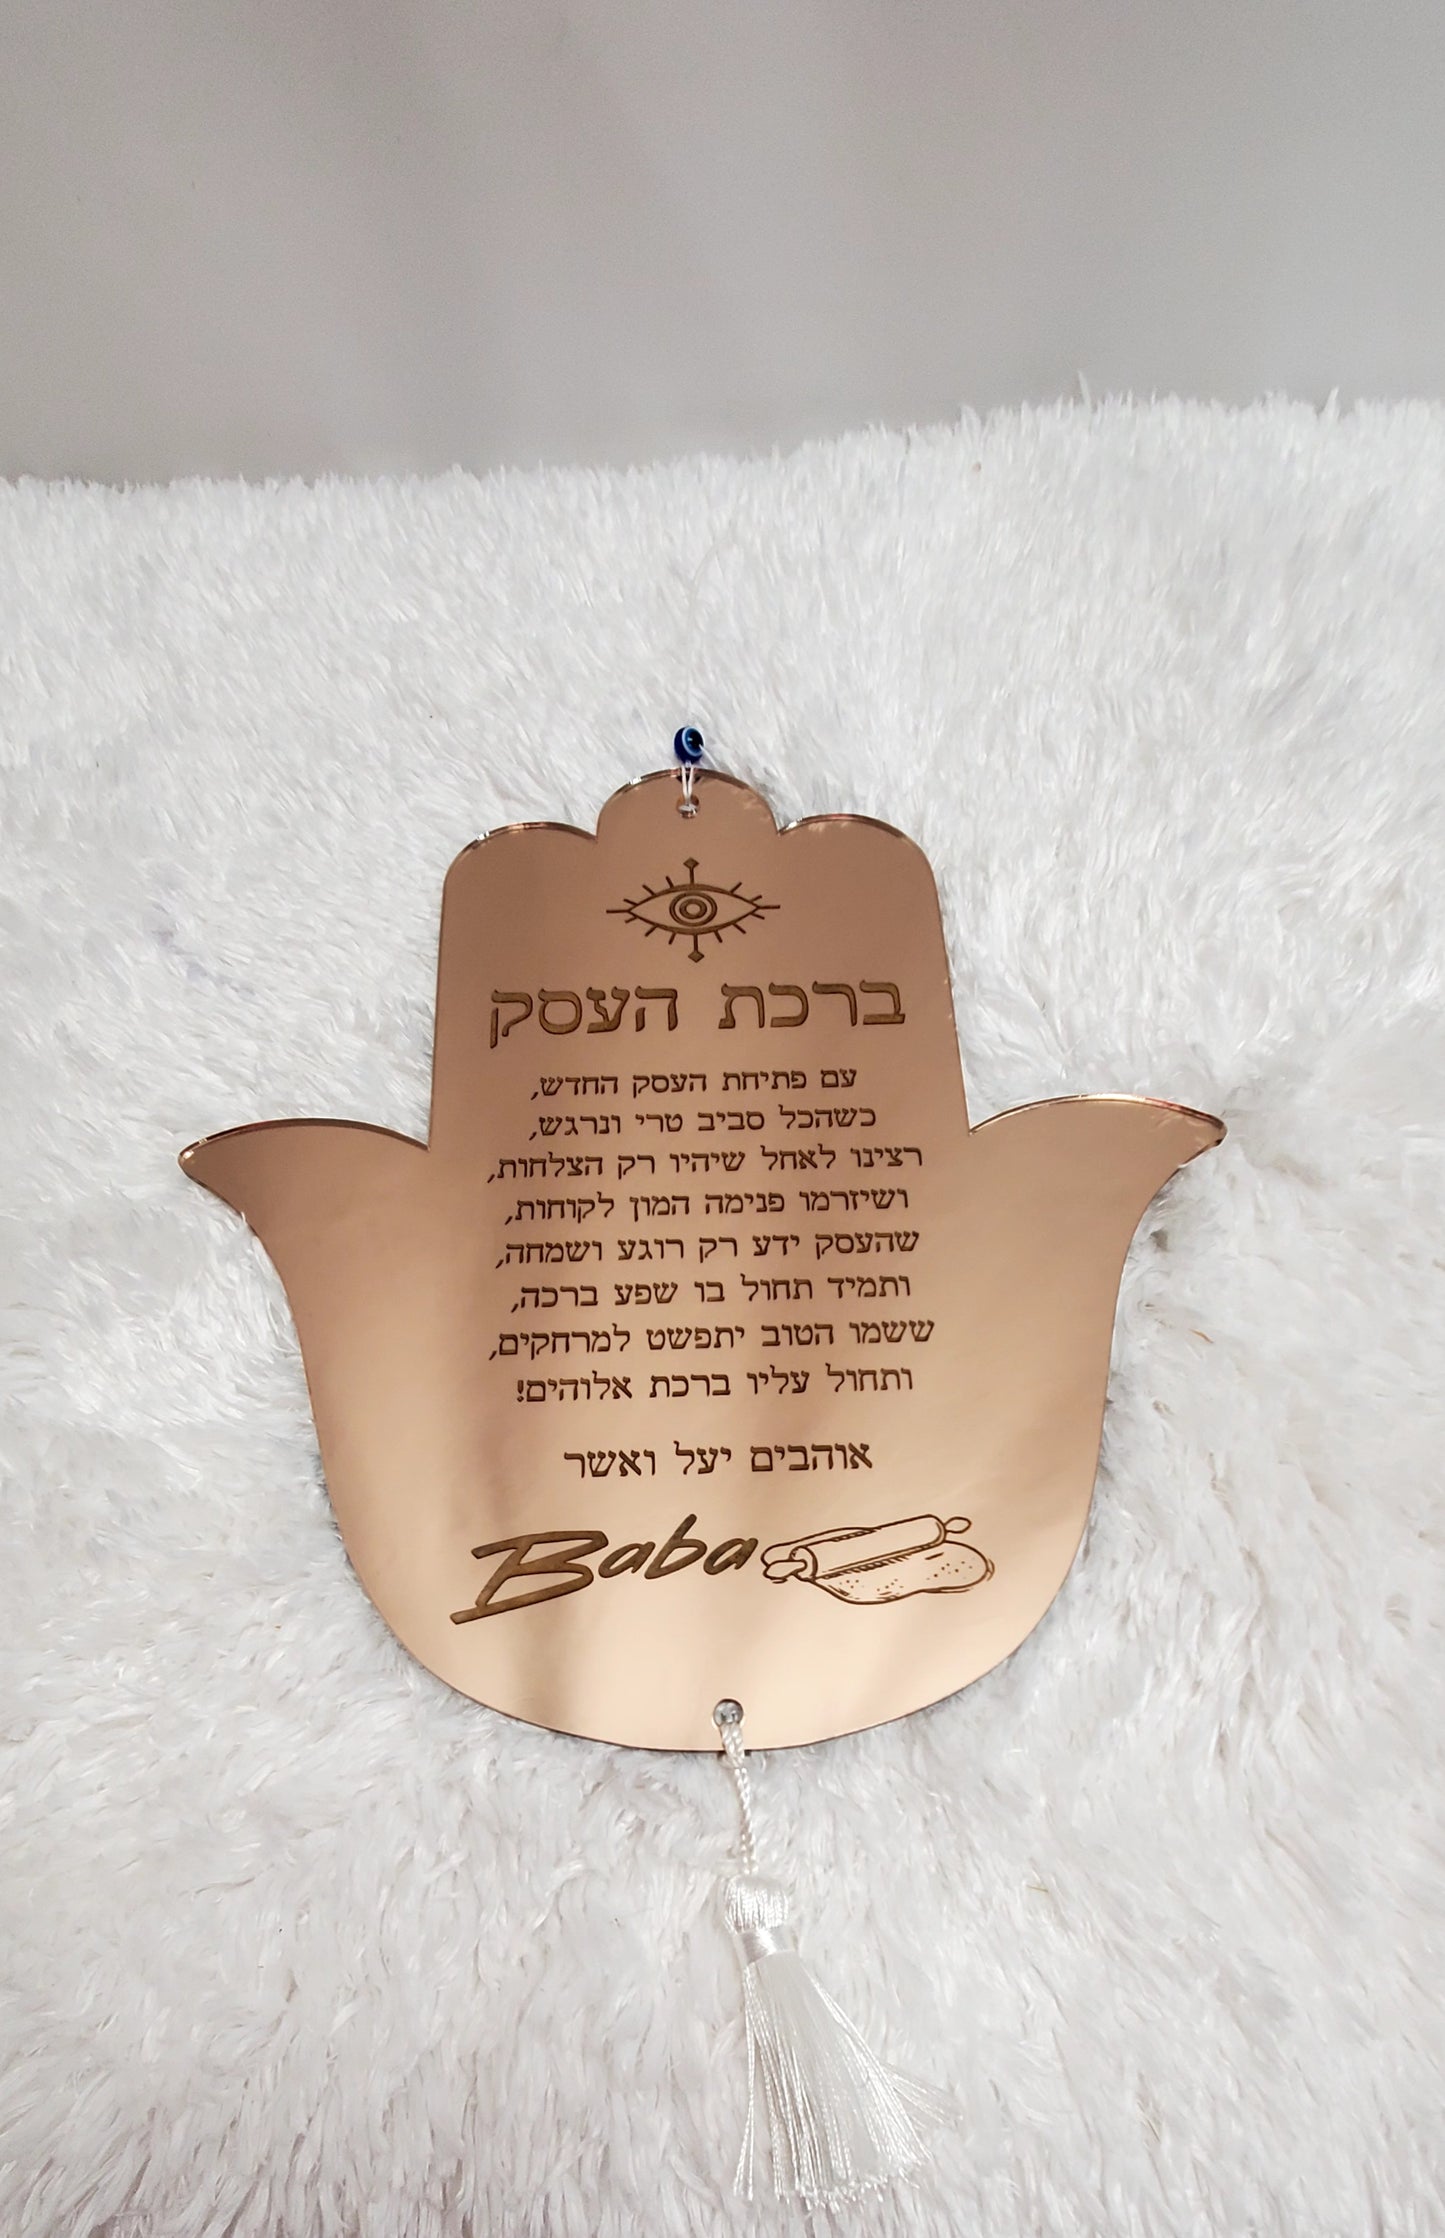 ברכת העסק
עם פתיחת העסק החדש,
כשהכל סביב טרי ונרגש,
רצינו לאחל שיהיו רק הצלחות,
ושיזרמו פנימה המון לקוחות,
שהעסק ידע רק רוגע ושמחה,
ותמיד תחול בו שפע ברכה,
ששמו הטוב יתפשט למרחקים,
ותחול עליו ברכת אלוהים!
אוהבים יעל ואשר
Baba